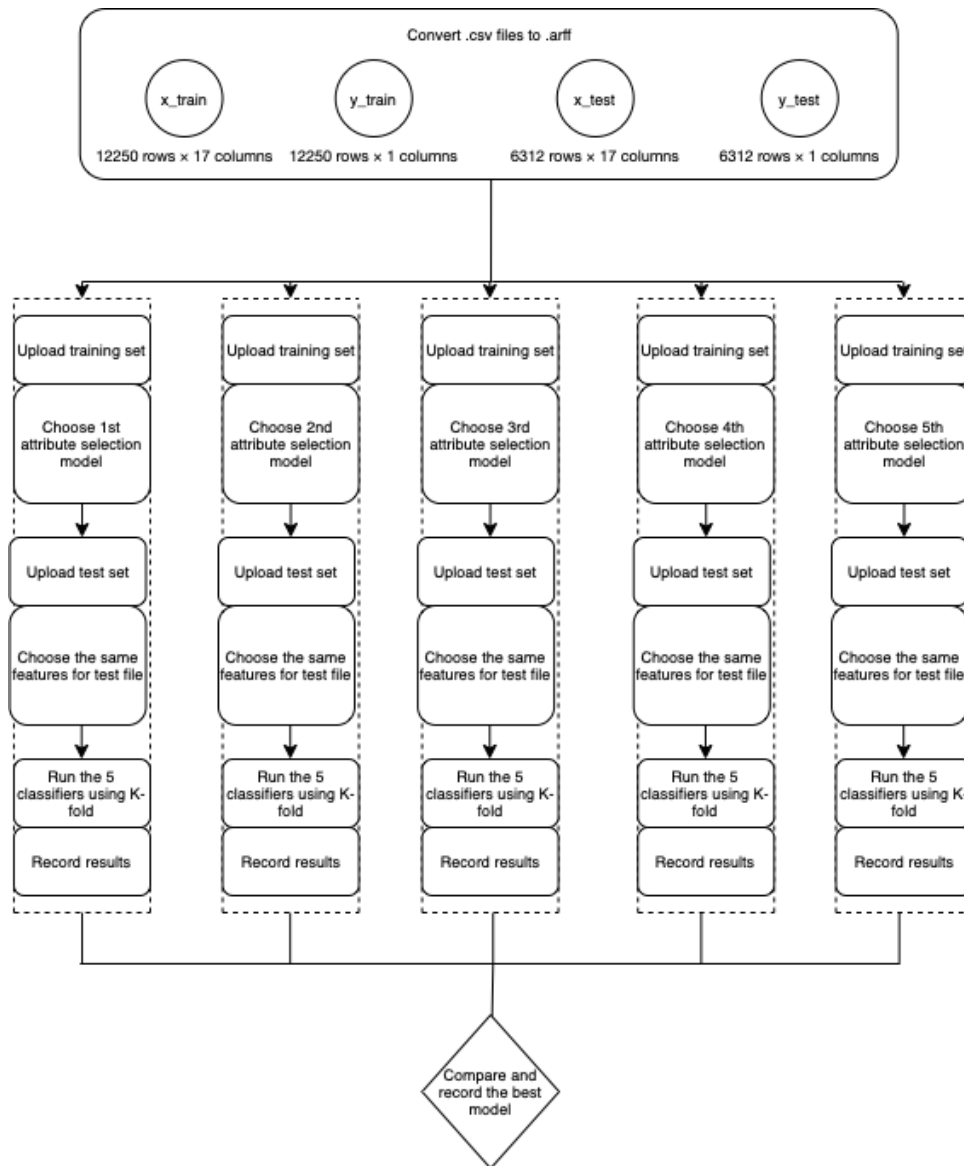 Convert .csv files to .arff
x_train
y_train
x_test
y_test
12250 rows × 17 columns
12250 rows × 1 columns
6312 rows × 17 columns
6312 rows × 1 columns
Upload training set
Choose 1st
attribute selection
model
Upload test set
Choose the same
features for test file
Run the 5
classifiers using K-
fold
Record results
Upload training set
Choose 2nd
attribute selection
model
Upload test set
Choose the same
features for test file
Run the 5
classifiers using K-
fold
Record results
Upload training set
Choose 3rd
attribute selection
model
Upload test set
Choose the same
features for test file
Run the 5
classifiers using K-
fold
Record results
Upload training set
Choose 4th
attribute selection
model
Upload test set
Choose the same
features for test file
Run the 5
classifiers using K-
fold
Record results
Upload training set
Choose 5th
attribute selection
model
Upload test set
Choose the same
features for test file
Run the 5
classifiers using K-
fold
Record results
Compare and
record the best
model